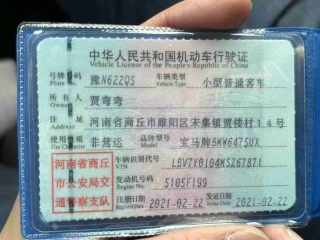 中华人民共和国机动车行驶证
Vehicle License of the People's Republic of China
号牌号码 豫N622QS 车辆类型 小型普通客车
Plate No. Vehicle Type
所有人 贾弯弯
Owner
住址 河南省商丘市睢阳区宋集镇贾楼村14号
Address
使用性质 非营运 品牌型号 宝马牌BMW6475UX
Use Character Model
河南省商
丘市公安局交
通警察支队
车辆识别代号 LBV7Y0104MSZ67871
VIN
发动机号码 S105F199
Engine No.
注册日期 2021-02-22 发证日期 2021-02-22
Register Date Issue Date